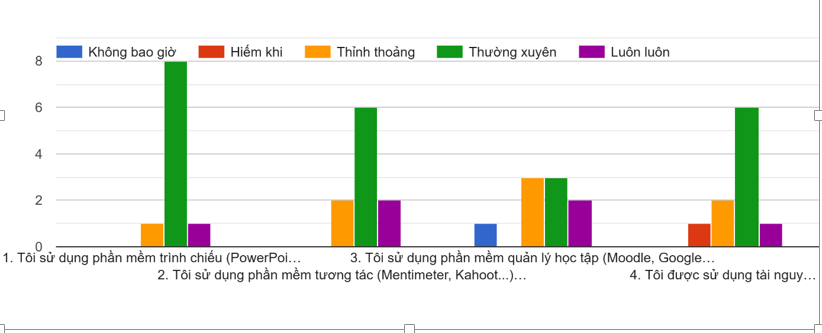 Không bao giờ Hiếm khi Thỉnh thoảng Thường xuyên Luôn luôn
8
6
4
2
0
1. Tôi sử dụng phần mềm trình chiếu (PowerPoi…
2. Tôi sử dụng phần mềm tương tác (Mentimeter, Kahoot...)…
3. Tôi sử dụng phần mềm quản lý học tập (Moodle, Google…
4. Tôi được sử dụng tài nguy…